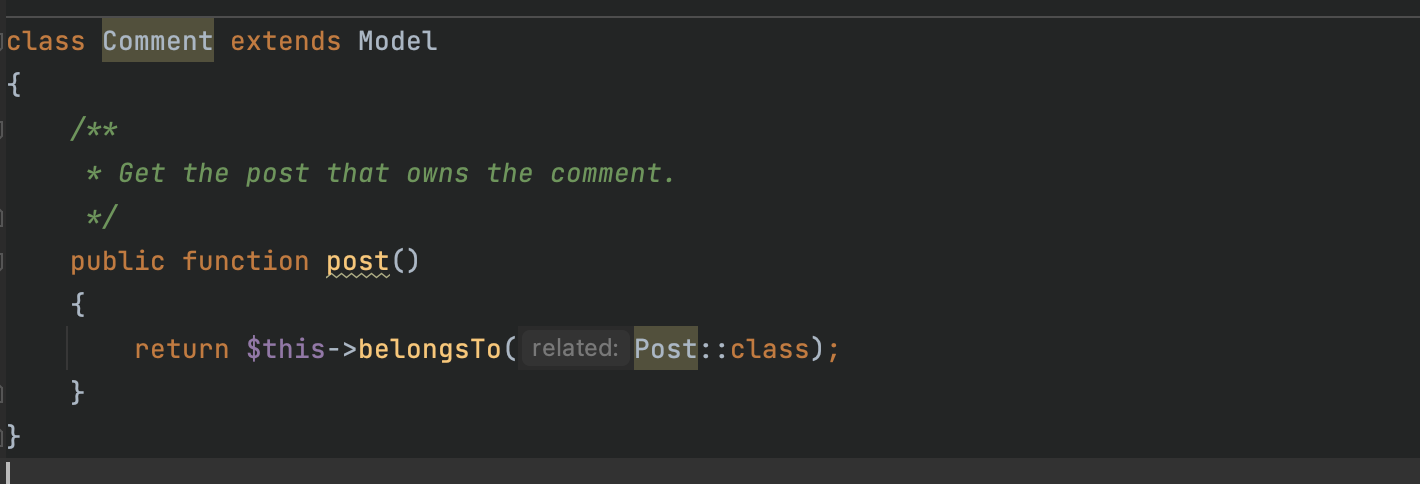 class Comment extends Model
{
    /**
     * Get the post that owns the comment.
     */
    public function post()
    {
        return $this->belongsTo( related: Post::class);
    }
}